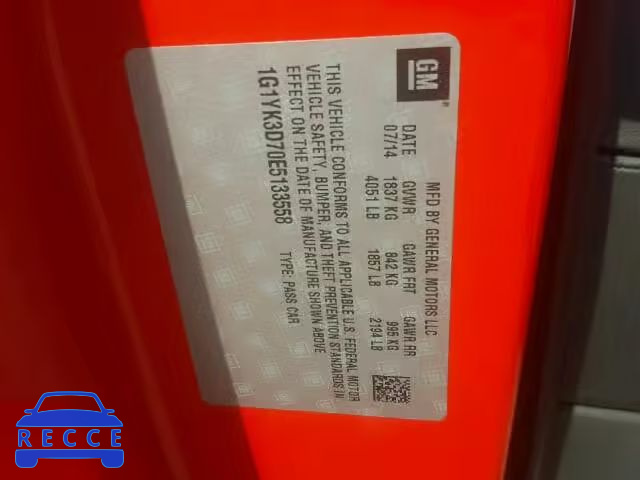 GM
MFD BY GENERAL MOTORS LLC
DATE GVWR GAWR FRT GAWR RR
07/14 1837 KG 842 KG 995 KG
4051 LB 1857 LB 2194 LB
THIS VEHICLE CONFORMS TO ALL APPLICABLE U.S. FEDERAL MOTOR
VEHICLE SAFETY, BUMPER, AND THEFT PREVENTION STANDARDS IN
EFFECT ON THE DATE OF MANUFACTURE SHOWN ABOVE.
1G1YK3D70E5133558 TYPE: PASS CAR
RECCE